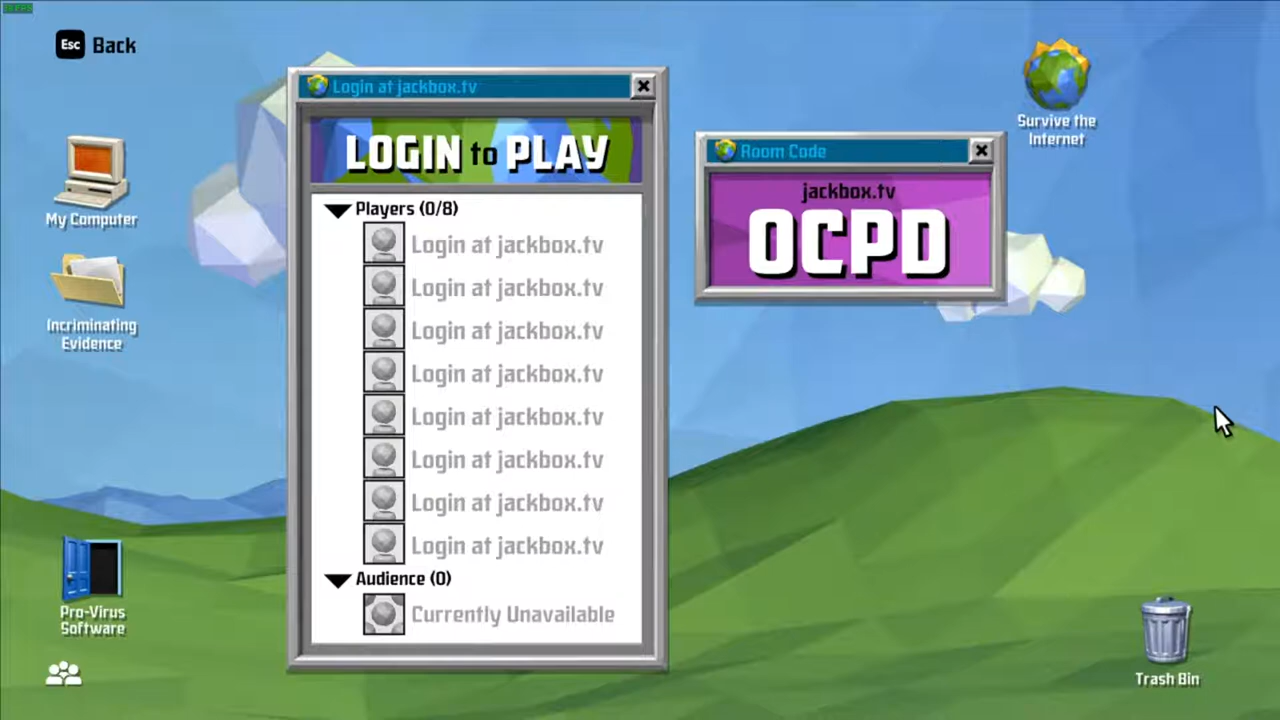 Esc Back
My Computer
Incriminating
Evidence
Pro-Virus
Software
Login at jackbox.tv
LOGIN to PLAY
Players (0/8)
Login at jackbox.tv
Login at jackbox.tv
Login at jackbox.tv
Login at jackbox.tv
Login at jackbox.tv
Login at jackbox.tv
Login at jackbox.tv
Login at jackbox.tv
Audience (0)
Currently Unavailable
Room Code
jackbox.tv
OCPD
Survive the
Internet
Trash Bin